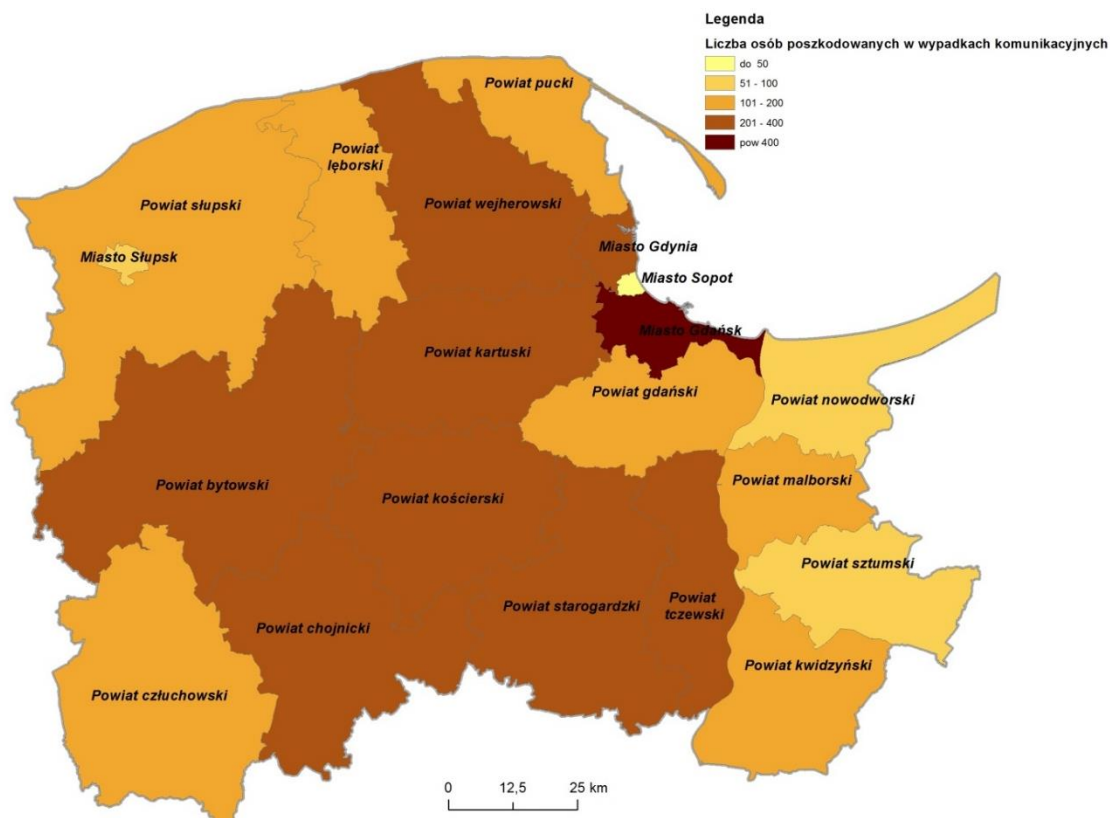 Legenda
Liczba osób poszkodowanych w wypadkach komunikacyjnych
do 50
51 - 100
101 - 200
201 - 400
pow 400
Powiat pucki
Powiat
lęborski
Powiat słupski
Powiat wejherowski
Miasto Gdynia
Miasto Słupsk
Miasto Sopot
Miasto Gdańsk
Powiat kartuski
Powiat gdański
Powiat nowodworski
Powiat bytowski
Powiat kościerski
Powiat malborski
Powiat sztumski
Powiat
tczewski
Powiat starogardzki
Powiat chojnicki
Powiat kwidzyński
Powiat człuchowski
0 12,5 25 km